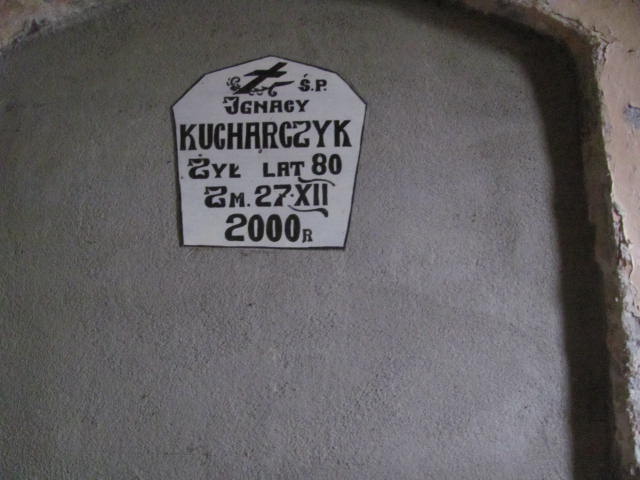 Ś.P.
IGNACY
KUCHARCZYK
ŻYŁ LAT 80
ZM. 27·XII
2000R